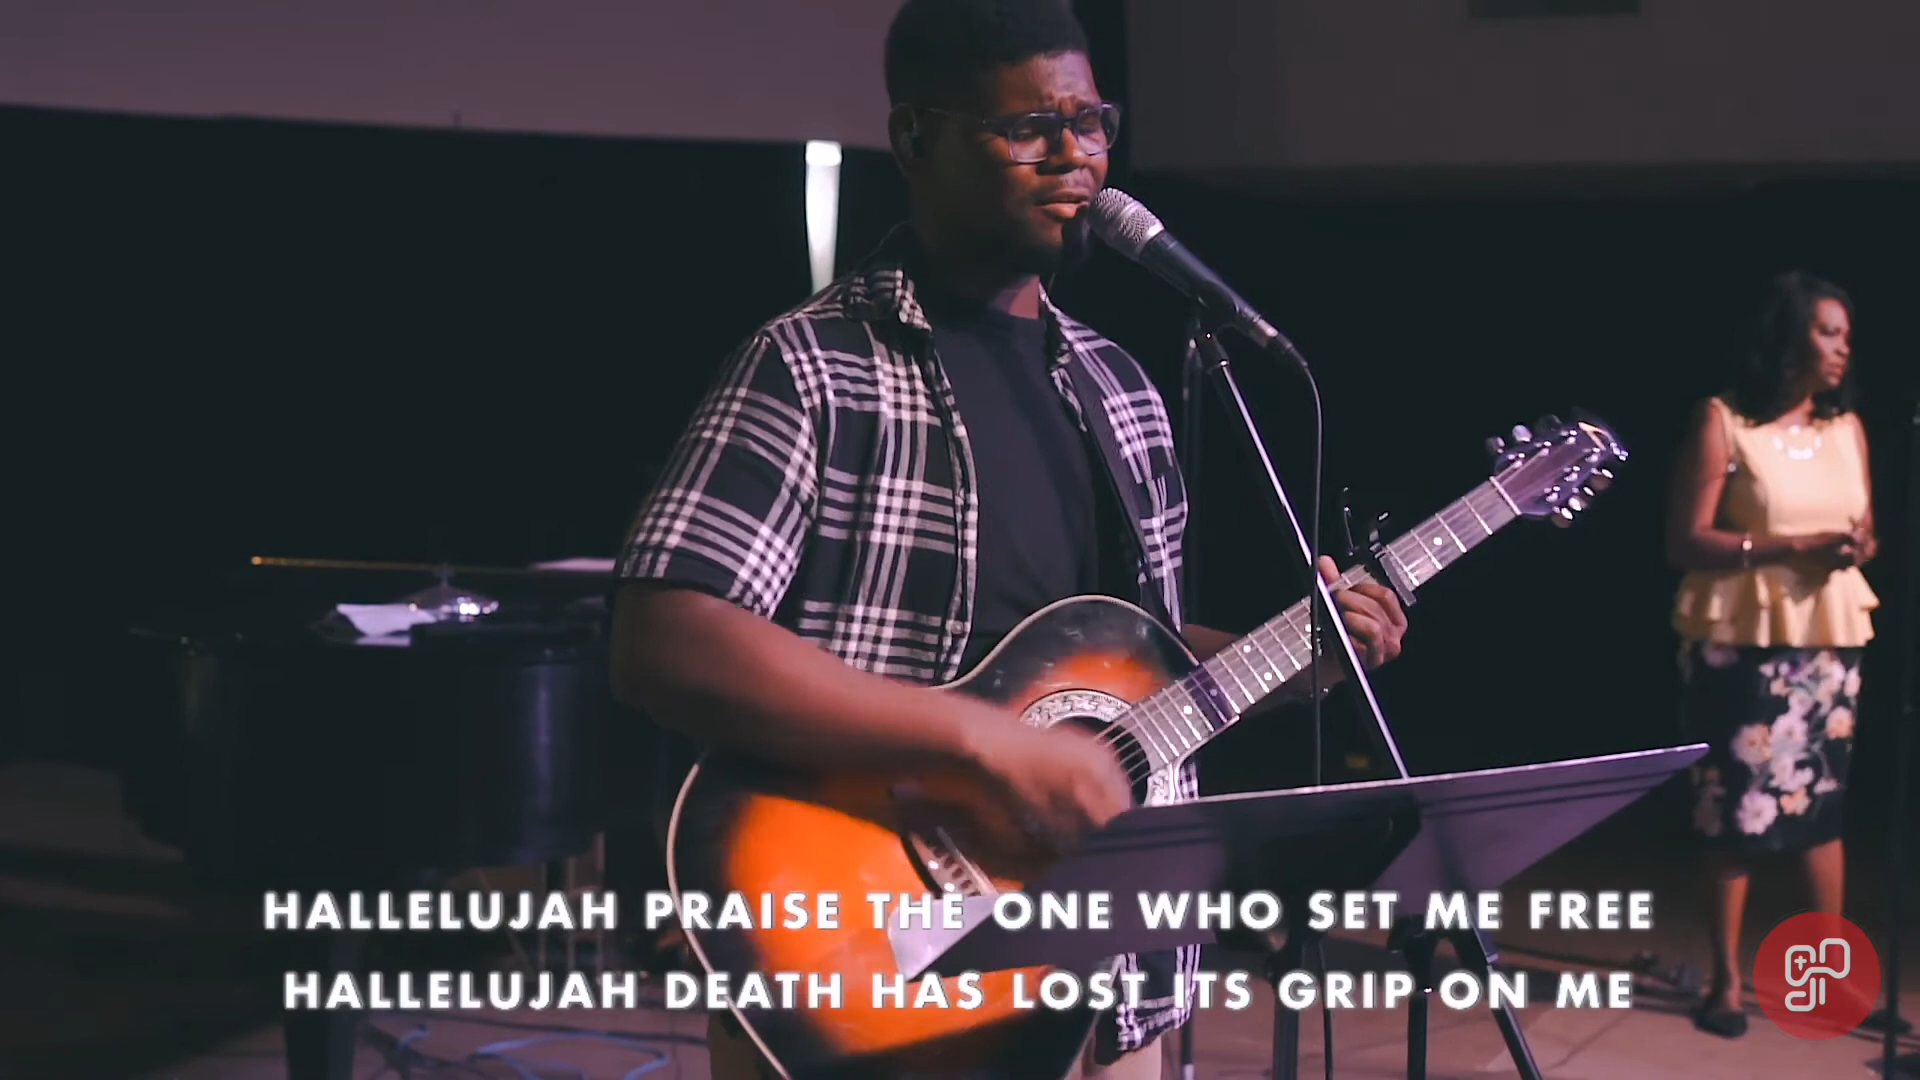 HALLELUJAH PRAISE THE ONE WHO SET ME FREE
HALLELUJAH DEATH HAS LOST ITS GRIP ON ME